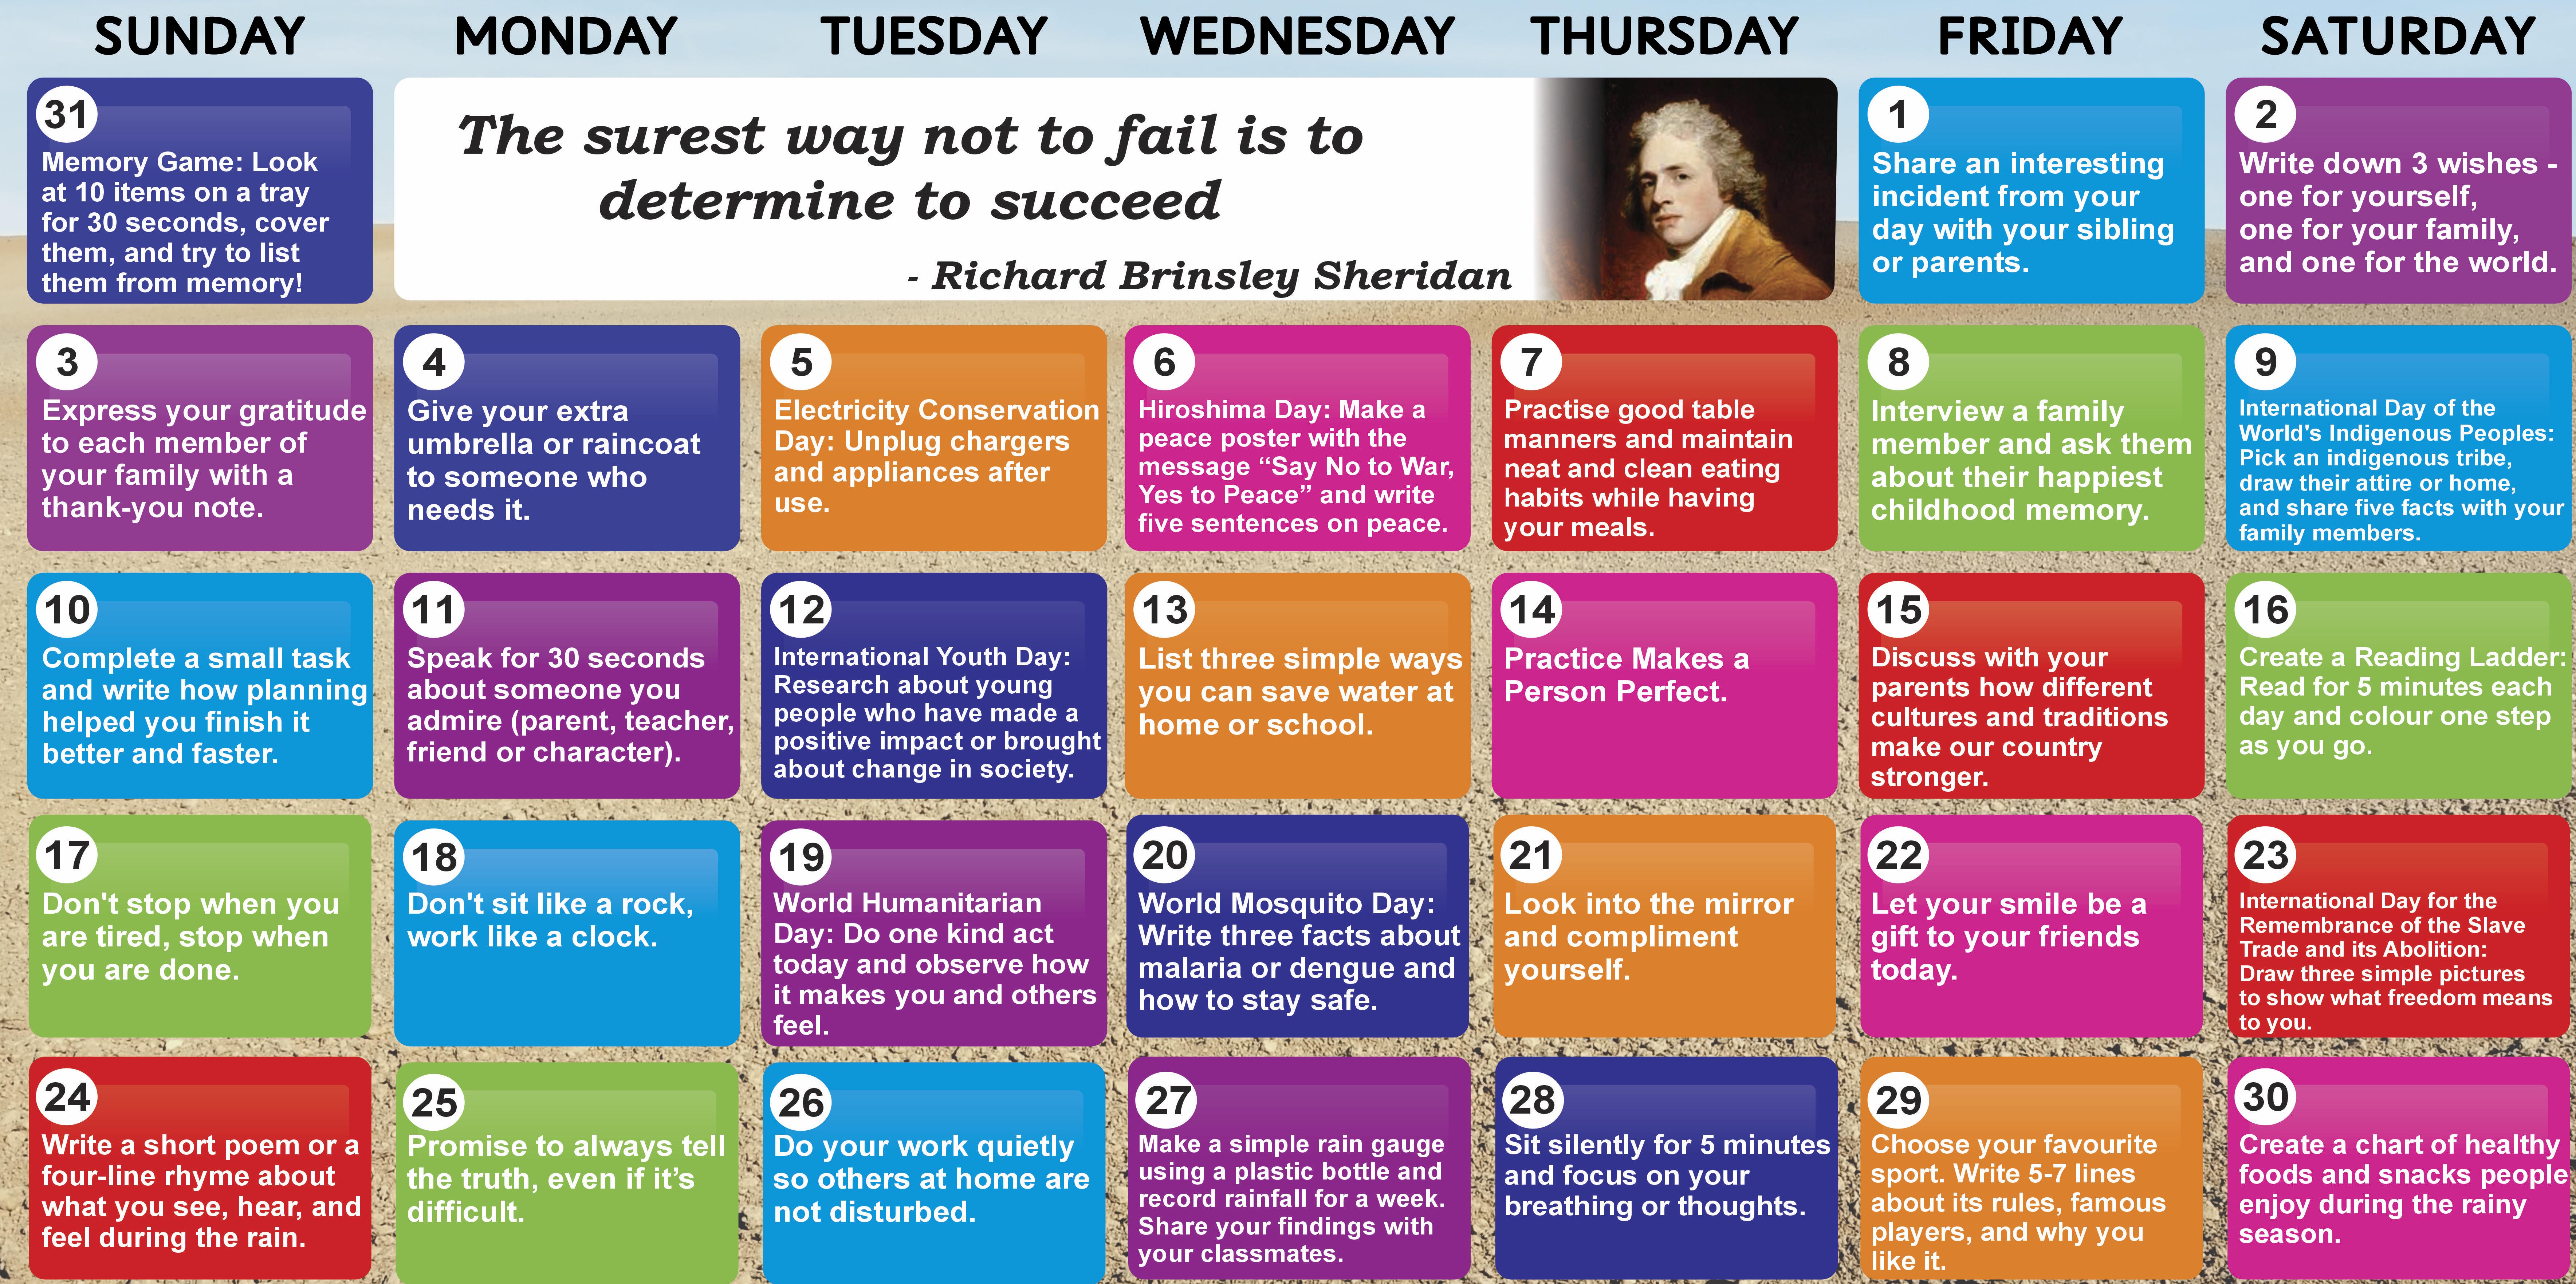 SUNDAY MONDAY TUESDAY WEDNESDAY THURSDAY FRIDAY SATURDAY
31
Memory Game: Look
at 10 items on a tray
for 30 seconds, cover
them, and try to list
them from memory!
The surest way not to fail is to
determine to succeed
- Richard Brinsley Sheridan
1
Share an interesting
incident from your
day with your sibling
or parents.
2
Write down 3 wishes -
one for yourself,
one for your family,
and one for the world.
3
Express your gratitude
to each member of
your family with a
thank-you note.
4
Give your extra
umbrella or raincoat
to someone who
needs it.
5
Electricity Conservation
Day: Unplug chargers
and appliances after
use.
6
Hiroshima Day: Make a
peace poster with the
message “Say No to War,
Yes to Peace” and write
five sentences on peace.
7
Practise good table
manners and maintain
neat and clean eating
habits while having
your meals.
8
Interview a family
member and ask them
about their happiest
childhood memory.
9
International Day of the
World's Indigenous Peoples:
Pick an indigenous tribe,
draw their attire or home,
and share five facts with your
family members.
10
Complete a small task
and write how planning
helped you finish it
better and faster.
11
Speak for 30 seconds
about someone you
admire (parent, teacher,
friend or character).
12
International Youth Day:
Research about young
people who have made a
positive impact or brought
about change in society.
13
List three simple ways
you can save water at
home or school.
14
Practice Makes a
Person Perfect.
15
Discuss with your
parents how different
cultures and traditions
make our country
stronger.
16
Create a Reading Ladder:
Read for 5 minutes each
day and colour one step
as you go.
17
Don't stop when you
are tired, stop when
you are done.
18
Don't sit like a rock,
work like a clock.
19
World Humanitarian
Day: Do one kind act
today and observe how
it makes you and others
feel.
20
World Mosquito Day:
Write three facts about
malaria or dengue and
how to stay safe.
21
Look into the mirror
and compliment
yourself.
22
Let your smile be a
gift to your friends
today.
23
International Day for the
Remembrance of the Slave
Trade and its Abolition:
Draw three simple pictures
to show what freedom means
to you.
24
Write a short poem or a
four-line rhyme about
what you see, hear, and
feel during the rain.
25
Promise to always tell
the truth, even if it’s
difficult.
26
Do your work quietly
so others at home are
not disturbed.
27
Make a simple rain gauge
using a plastic bottle and
record rainfall for a week.
Share your findings with
your classmates.
28
Sit silently for 5 minutes
and focus on your
breathing or thoughts.
29
Choose your favourite
sport. Write 5-7 lines
about its rules, famous
players, and why you
like it.
30
Create a chart of healthy
foods and snacks people
enjoy during the rainy
season.